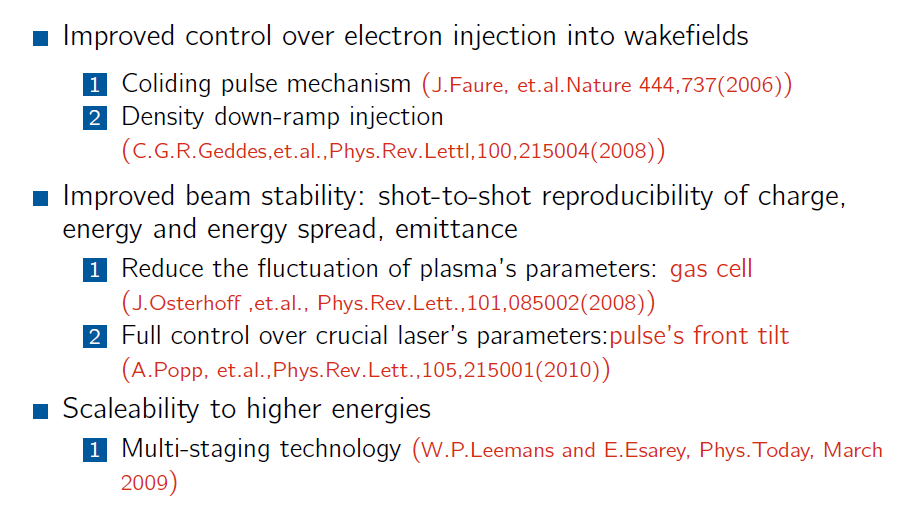 Improved control over electron injection into wakefields
1 Coliding pulse mechanism (J.Faure, et.al.Nature 444,737(2006))
2 Density down-ramp injection
(C.G.R.Geddes,et.al.,Phys.Rev.Lettl,100,215004(2008))
Improved beam stability: shot-to-shot reproducibility of charge,
energy and energy spread, emittance
1 Reduce the fluctuation of plasma's parameters: gas cell
(J.Osterhoff ,et.al., Phys.Rev.Lett.,101,085002(2008))
2 Full control over crucial laser's parameters:pulse's front tilt
(A.Popp, et.al.,Phys.Rev.Lett.,105,215001(2010))
Scaleability to higher energies
1 Multi-staging technology (W.P.Leemans and E.Esarey, Phys.Today, March
2009)